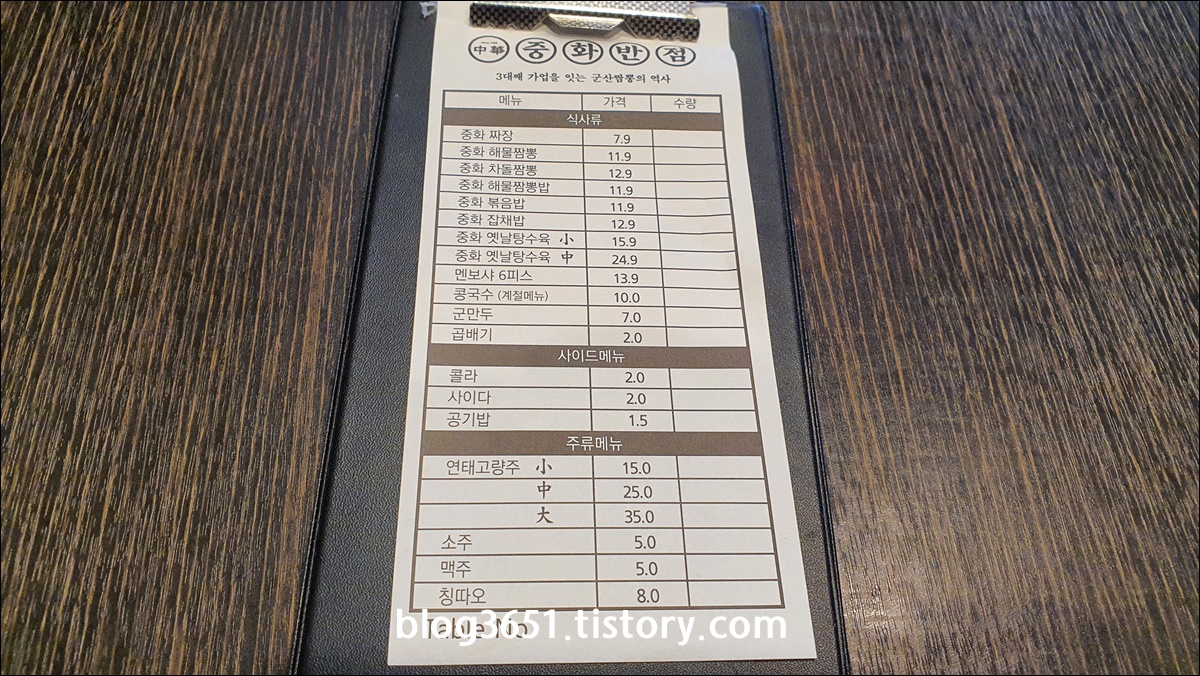 中華 중화반점
3대째 가업을 잇는 군산짬뽕의 역사
메뉴 가격 수량
식사류
중화 짜장 7.9
중화 해물짬뽕 11.9
중화 차돌짬뽕 12.9
중화 해물짬뽕밥 11.9
중화 볶음밥 11.9
중화 잡채밥 12.9
중화 옛날탕수육 小 15.9
중화 옛날탕수육 中 24.9
멘보샤 6피스 13.9
콩국수 (계절메뉴) 10.0
군만두 7.0
곱배기 2.0
사이드메뉴
콜라 2.0
사이다 2.0
공기밥 1.5
주류메뉴
연태고량주 小 15.0
中 25.0
大 35.0
소주 5.0
맥주 5.0
칭따오 8.0
Table No
blog3651.tistory.com